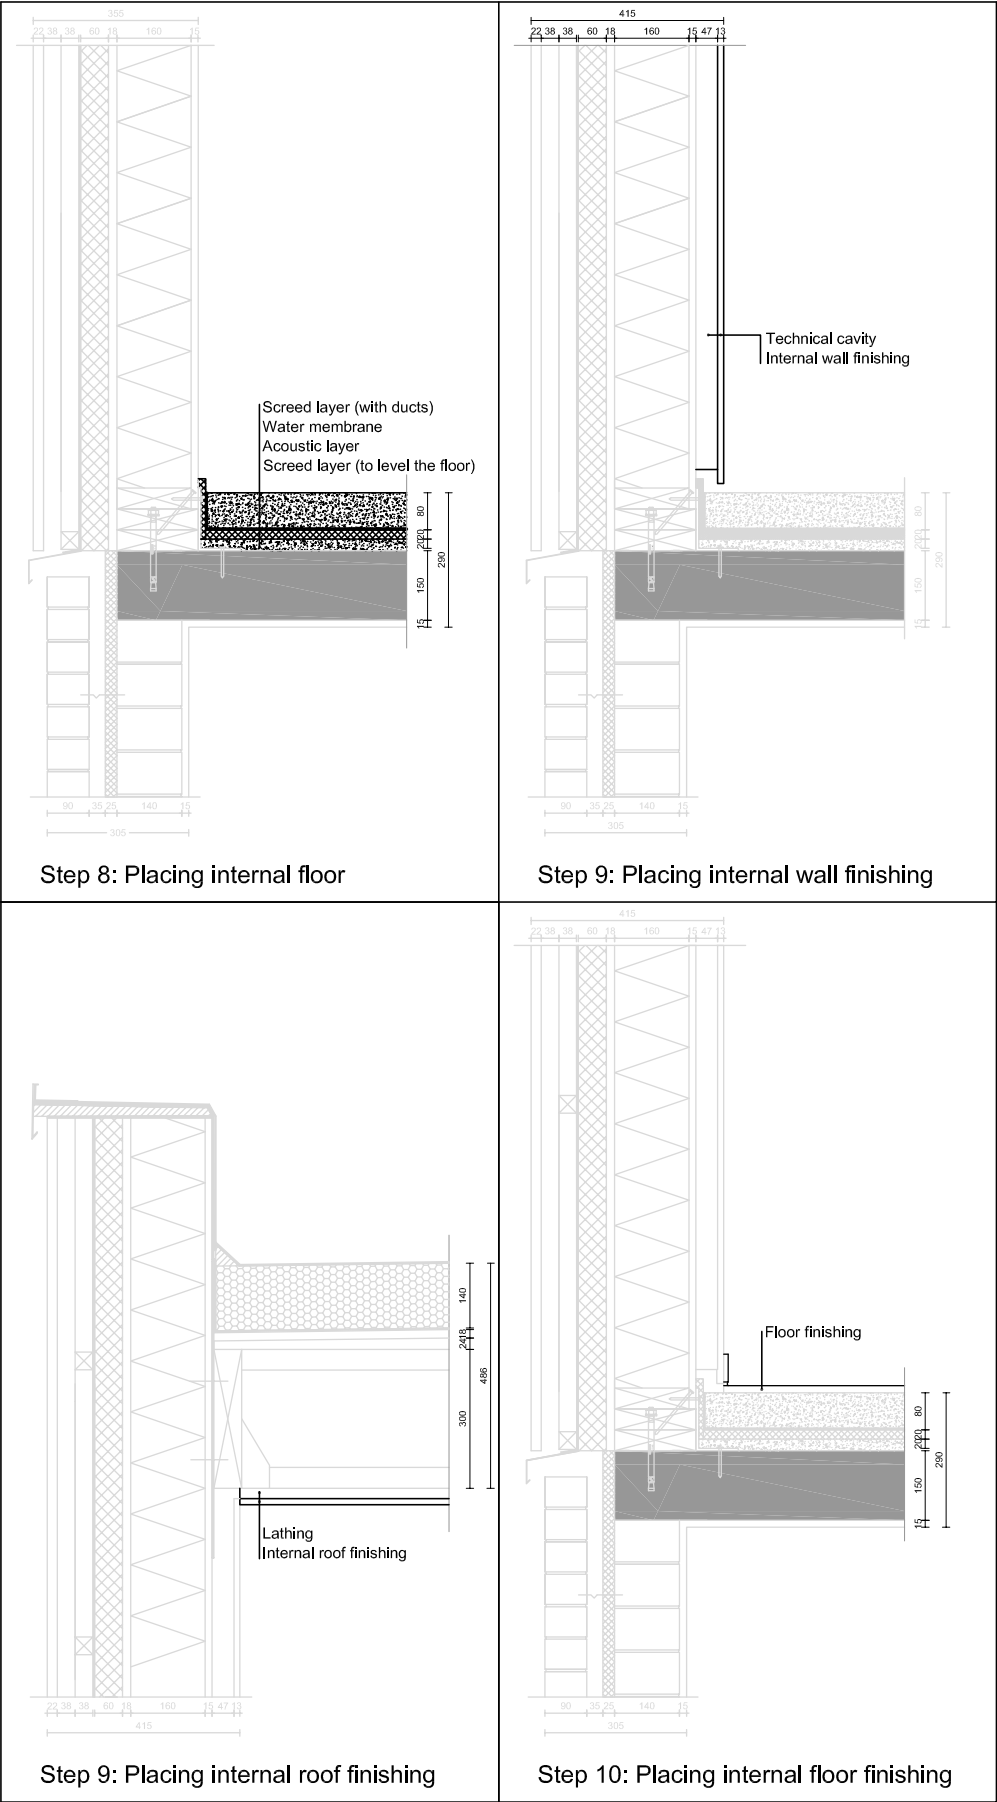 355
22 38 38 60 18 160 15
Screed layer (with ducts)
Water membrane
Acoustic layer
Screed layer (to level the floor)
80
20
20
290
150
15
90 35 25 140 15
305
Step 8: Placing internal floor
415
22 38 38 60 18 160 15 47 13
Technical cavity
Internal wall finishing
80
20
20
290
150
15
90 35 25 140 15
305
Step 9: Placing internal wall finishing
140
18
24
486
300
Lathing
Internal roof finishing
22 38 38 60 18 160 15 47 13
415
Step 9: Placing internal roof finishing
415
22 38 38 60 18 160 15 47 13
Floor finishing
80
20
20
290
150
15
90 35 25 140 15
305
Step 10: Placing internal floor finishing